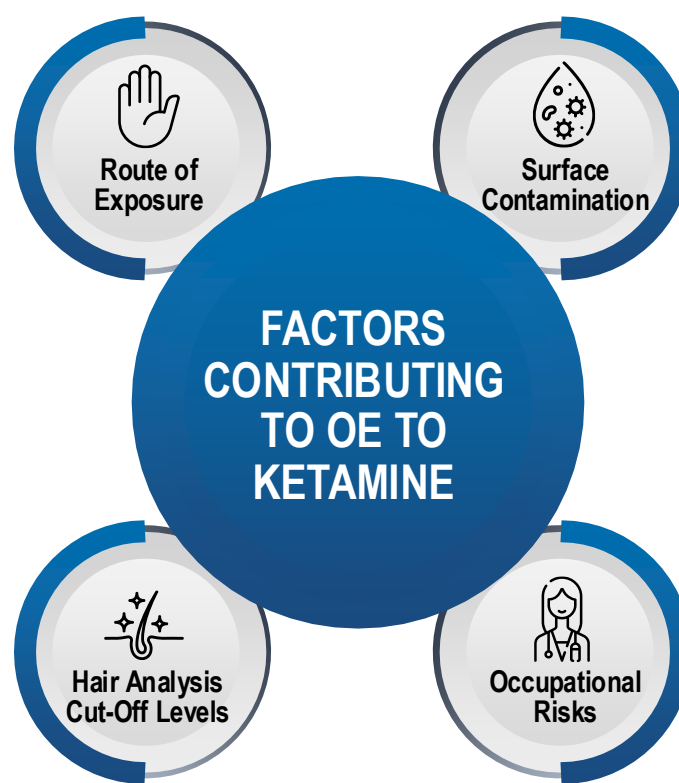 Route of
Exposure
Surface
Contamination
FACTORS
CONTRIBUTING
TO OE TO
KETAMINE
Hair Analysis
Cut-Off Levels
Occupational
Risks